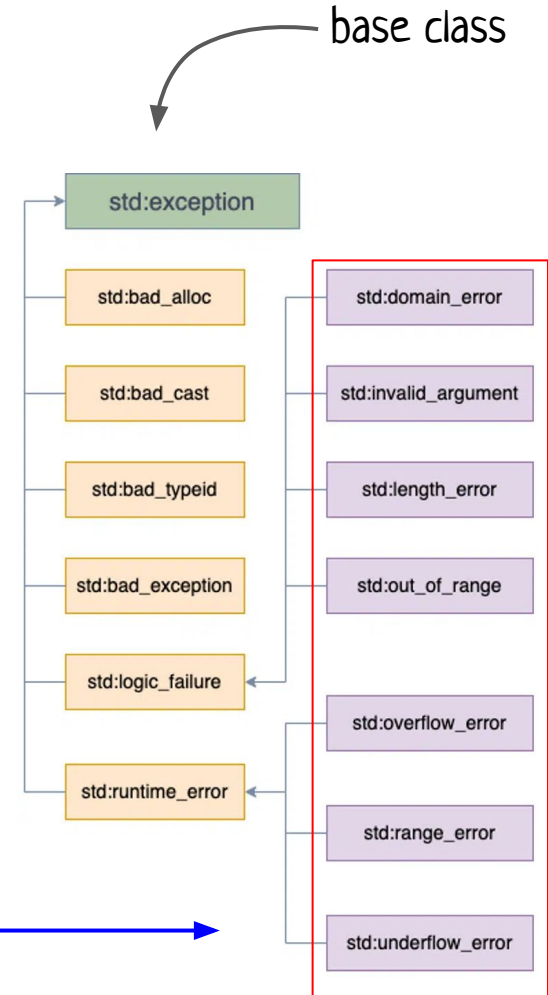 base class
std:exception
std:bad_alloc
std:domain_error
std:bad_cast
std:invalid_argument
std:bad_typeid
std:length_error
std:bad_exception
std:out_of_range
std:logic_failure
std:overflow_error
std:runtime_error
std:range_error
std:underflow_error